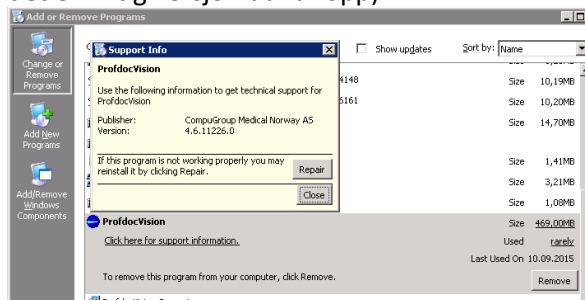 Add or Remove Programs
Support Info
Show updates
Sort by: Name
Change or
Remove
Programs
ProfdocVision
Use the following information to get technical support for
ProfdocVision
4148
Size 10,19MB
6161
Size 10,20MB
Publisher: CompuGroup Medical Norway AS
Version: 4.6.11226.0
Size 14,70MB
Add New
Programs
If this program is not working properly you may
reinstall it by clicking Repair.
Repair
Size 1,41MB
Size 3,21MB
Close
Size 1,08MB
Add/Remove
Windows
Components
ProfdocVision
Size 469,00MB
Click here for support information.
Used rarely
Last Used On 10.09.2015
To remove this program from your computer, click Remove.
Remove